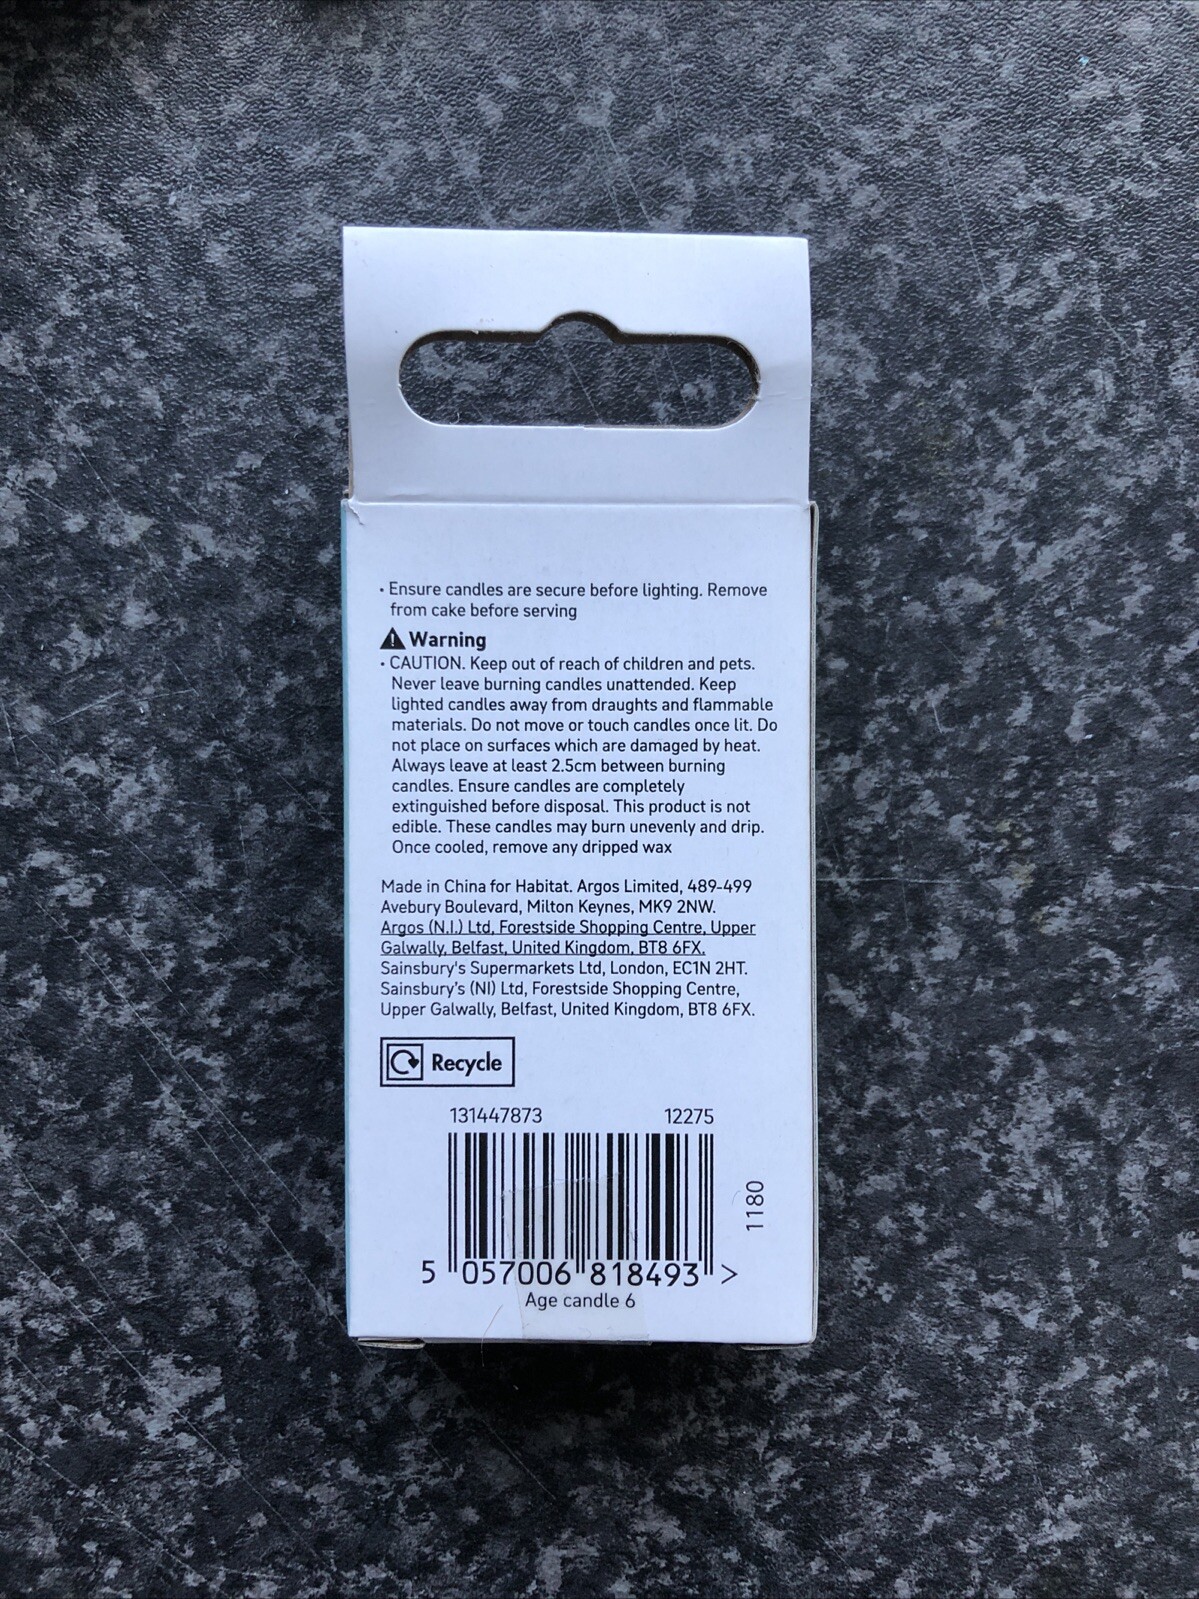 • Ensure candles are secure before lighting. Remove
from cake before serving
Warning
• CAUTION. Keep out of reach of children and pets.
Never leave burning candles unattended. Keep
lighted candles away from draughts and flammable
materials. Do not move or touch candles once lit. Do
not place on surfaces which are damaged by heat.
Always leave at least 2.5cm between burning
candles. Ensure candles are completely
extinguished before disposal. This product is not
edible. These candles may burn unevenly and drip.
Once cooled, remove any dripped wax
Made in China for Habitat. Argos Limited, 489-499
Avebury Boulevard, Milton Keynes, MK9 2NW.
Argos (N.I.) Ltd, Forestside Shopping Centre, Upper
Galwally, Belfast, United Kingdom, BT8 6FX.
Sainsbury's Supermarkets Ltd, London, EC1N 2HT.
Sainsbury's (NI) Ltd, Forestside Shopping Centre,
Upper Galwally, Belfast, United Kingdom, BT8 6FX.
Recycle
131447873 12275
1180
5 057006 818493 >
Age candle 6